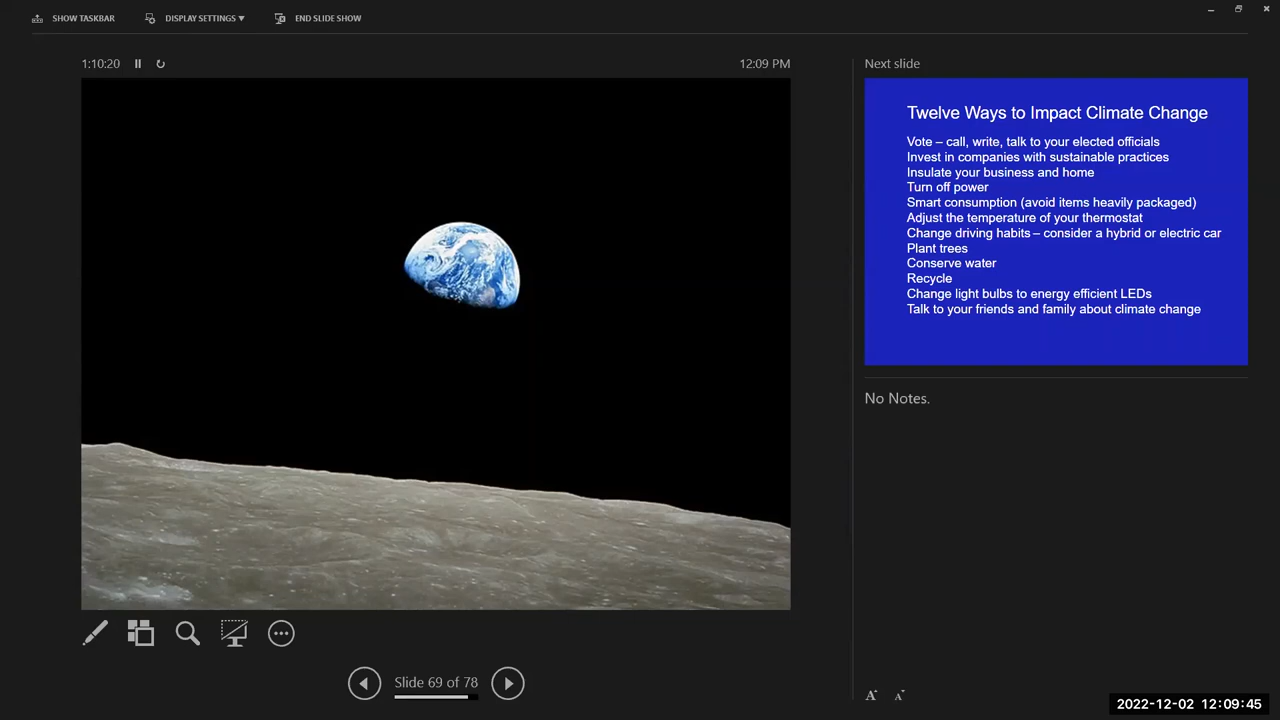 SHOW TASKBAR
DISPLAY SETTINGS ▼
END SLIDE SHOW
1:10:20
12:09 PM
Next slide
Twelve Ways to Impact Climate Change
Vote – call, write, talk to your elected officials
Invest in companies with sustainable practices
Insulate your business and home
Turn off power
Smart consumption (avoid items heavily packaged)
Adjust the temperature of your thermostat
Change driving habits – consider a hybrid or electric car
Plant trees
Conserve water
Recycle
Change light bulbs to energy efficient LEDs
Talk to your friends and family about climate change
No Notes.
Slide 69 of 78
A A
2022-12-02 12:09:45